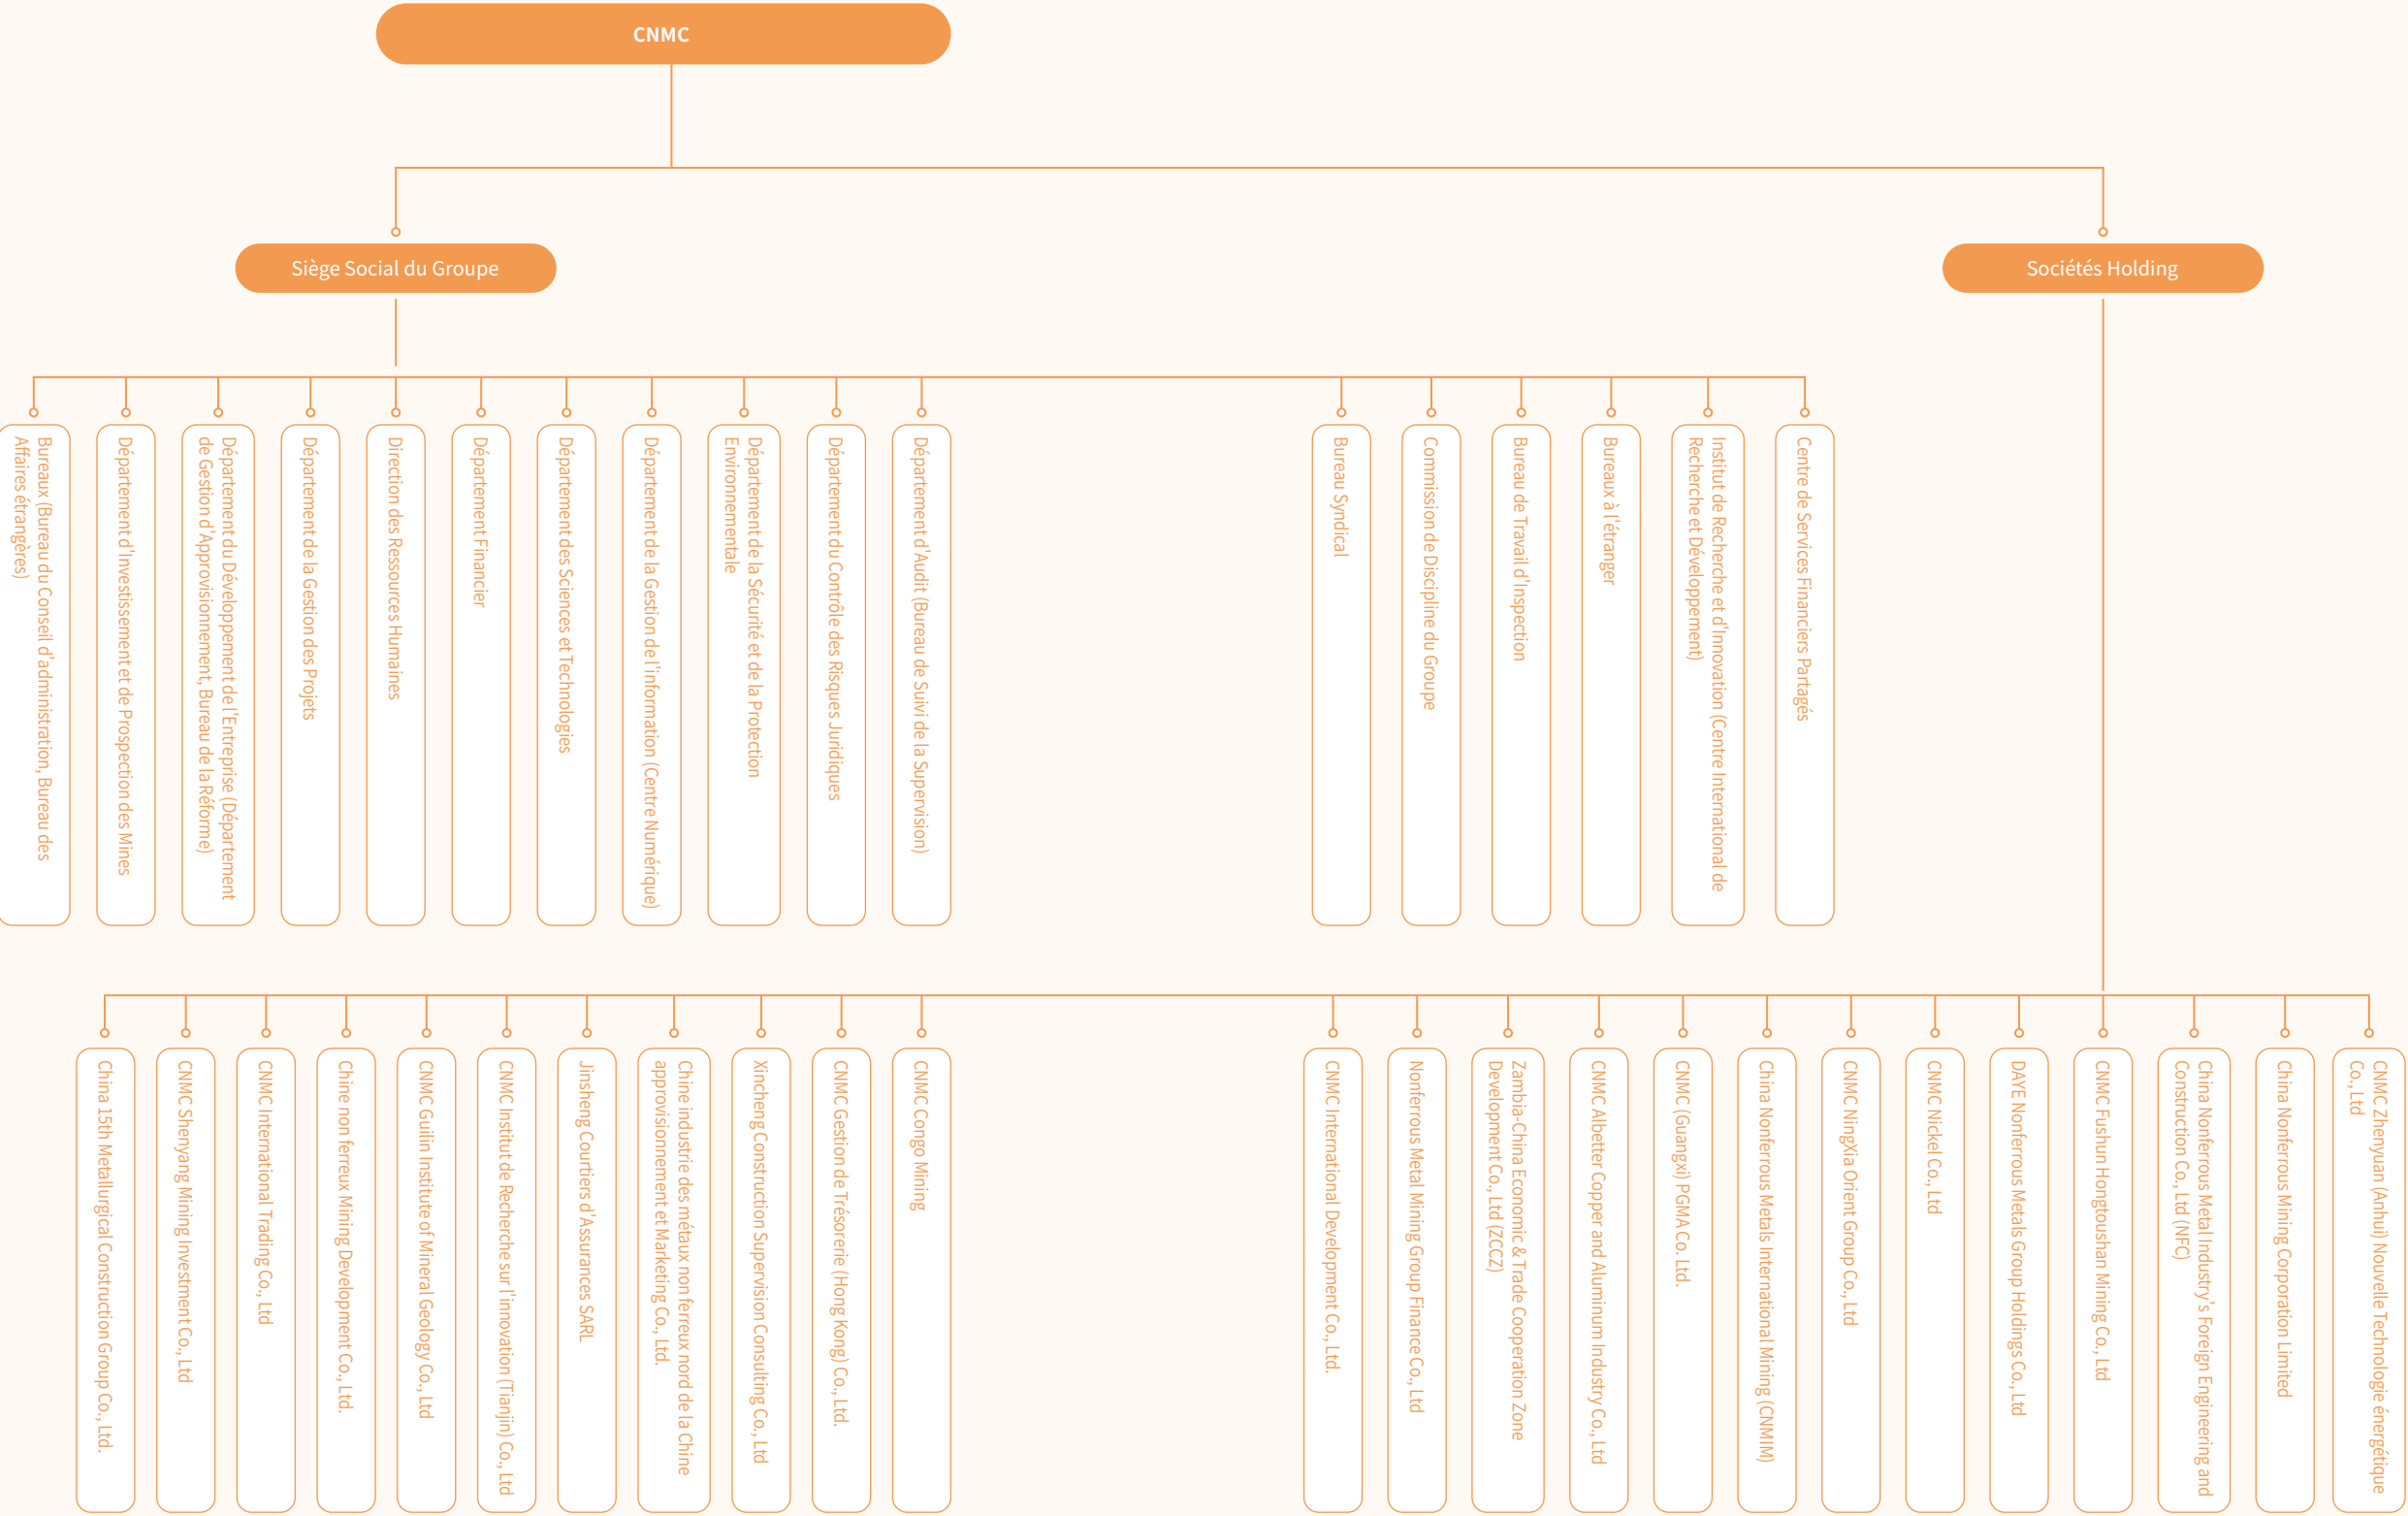 CNMC
Siège Social du Groupe
Sociétés Holding
Bureaux (Bureau du Conseil d'administration, Bureau des
Affaires étrangères)
Département d'Investissement et de Prospection des Mines
Département du Développement de l'Entreprise (Département
de Gestion d'Approvisionnement, Bureau de la Réforme)
Département de la Gestion des Projets
Direction des Ressources Humaines
Département Financier
Département des Sciences et Technologies
Département de la Gestion de l'information (Centre Numérique)
Département de la Sécurité et de la Protection
Environnementale
Département du Contrôle des Risques Juridiques
Département d'Audit (Bureau de Suivi de la Supervision)
Bureau Syndical
Commission de Discipline du Groupe
Bureau de Travail d'Inspection
Bureaux à l'étranger
Institut de Recherche et d'Innovation (Centre International de
Recherche et Développement)
Centre de Services Financiers Partagés
China 15th Metallurgical Construction Group Co., Ltd.
CNMC Shenyang Mining Investment Co., Ltd
CNMC International Trading Co., Ltd
Chine non ferreux Mining Development Co., Ltd.
CNMC Guilin Institute of Mineral Geology Co., Ltd
CNMC Institut de Recherche sur l'innovation (Tianjin) Co., Ltd
Jinsheng Courtiers d'Assurances SARL
Chine industrie des métaux non ferreux nord de la Chine
approvisionnement et Marketing Co., Ltd.
Xincheng Construction Supervision Consulting Co., Ltd
CNMC Gestion de Trésorerie (Hong Kong) Co., Ltd.
CNMC Congo Mining
CNMC International Development Co., Ltd.
Nonferrous Metal Mining Group Finance Co., Ltd
Zambia-China Economic & Trade Cooperation Zone
Development Co., Ltd (ZCCZ)
CNMC Albetter Copper and Aluminum Industry Co., Ltd
CNMC (Guangxi) PGMA Co. Ltd.
China Nonferrous Metals International Mining (CNMIM)
CNMC NingXia Orient Group Co., Ltd
CNMC Nickel Co., Ltd
DAYE Nonferrous Metals Group Holdings Co., Ltd
CNMC Fushun Hongtoushan Mining Co., Ltd
China Nonferrous Metal Industry's Foreign Engineering and
Construction Co., Ltd (NFC)
China Nonferrous Mining Corporation Limited
CNMC Zhenyuan (Anhui) Nouvelle Technologie énergétique
Co., Ltd